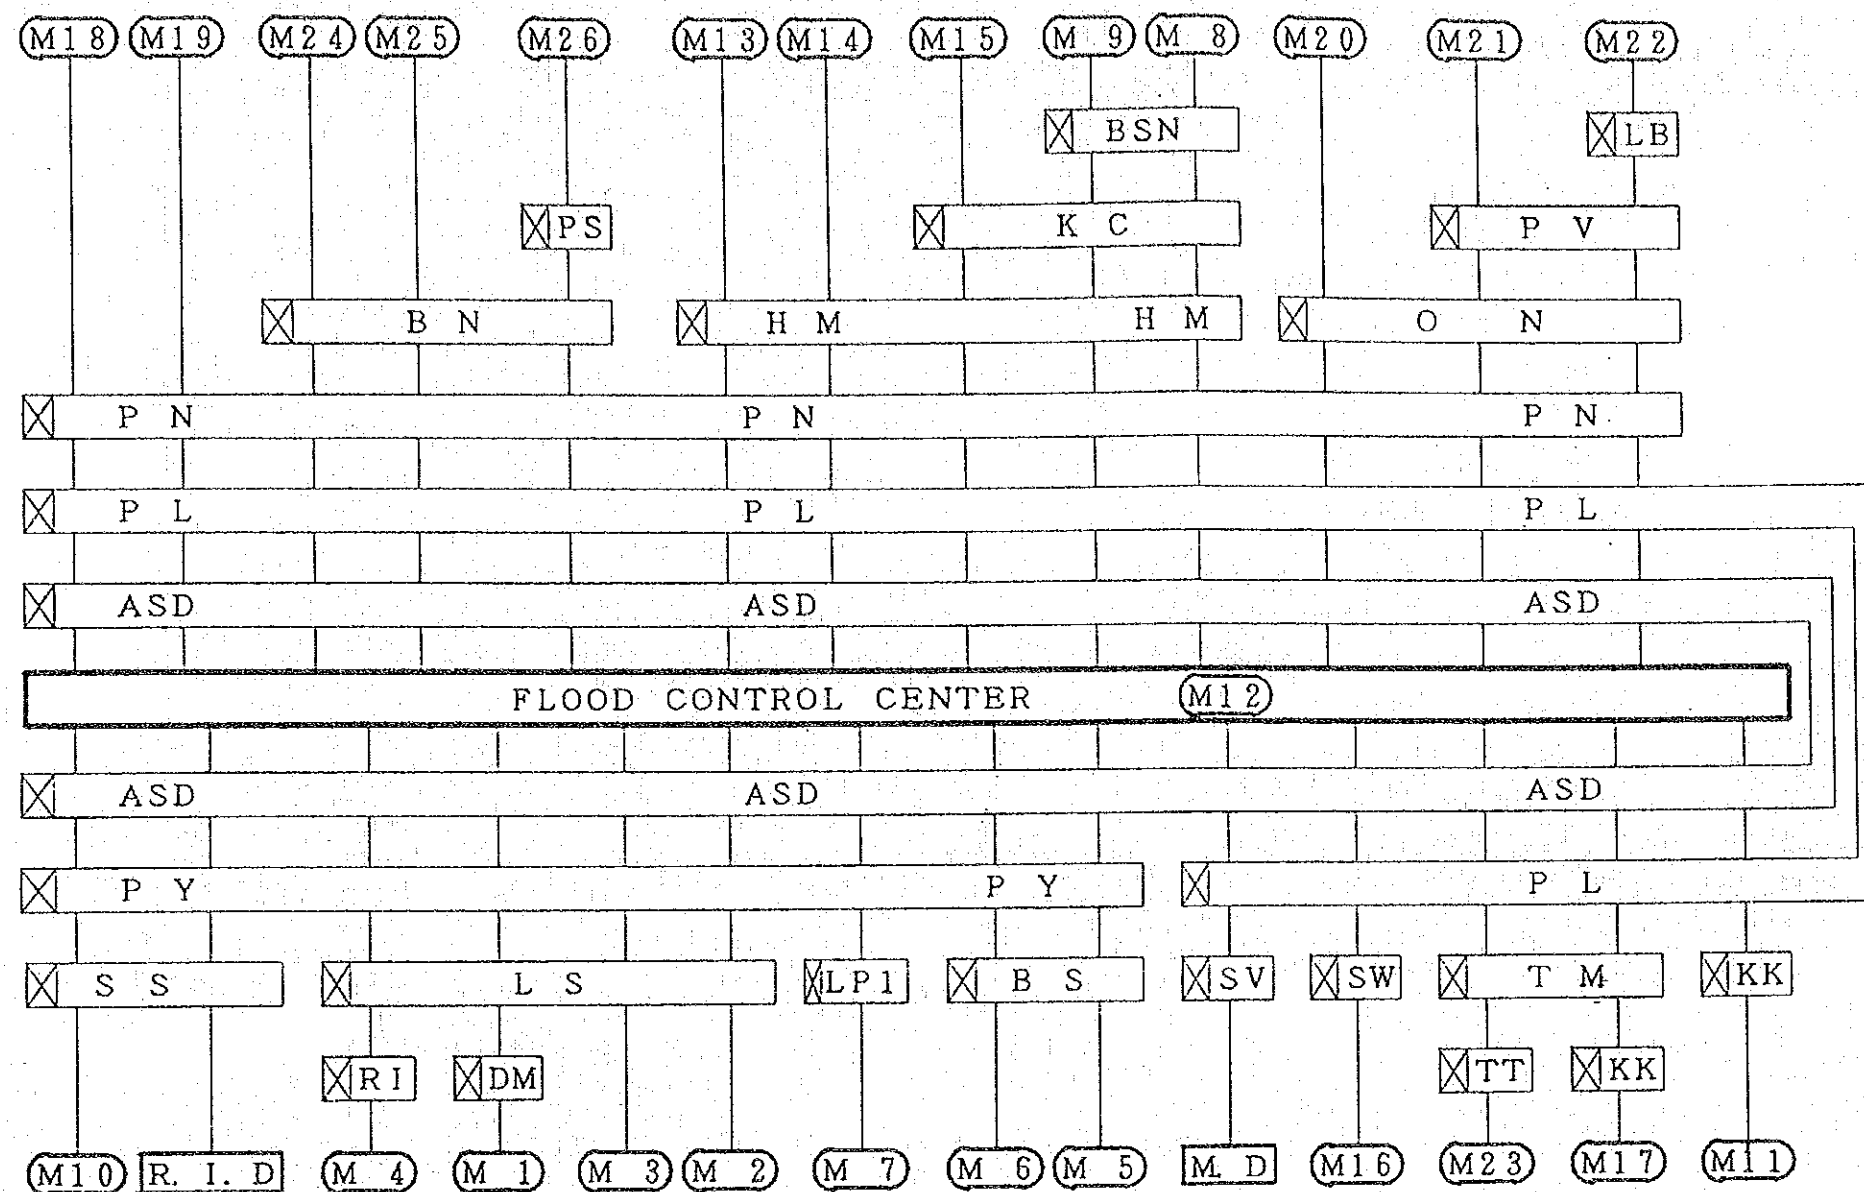 M18 M19 M24 M25 M26 M13 M14 M15 M 9 M 8 M20 M21 M22
BSN LB
PS K C P V
B N H M H M O N
P N P N P N
P L P L P L
ASD ASD ASD
FLOOD CONTROL CENTER M12
ASD ASD ASD
P Y P Y P L
S S L S LP1 B S SV SW T M KK
RI DM TT KK
M10 R. I. D M 4 M 1 M 3 M 2 M 7 M 6 M 5 M. D M16 M23 M17 M11